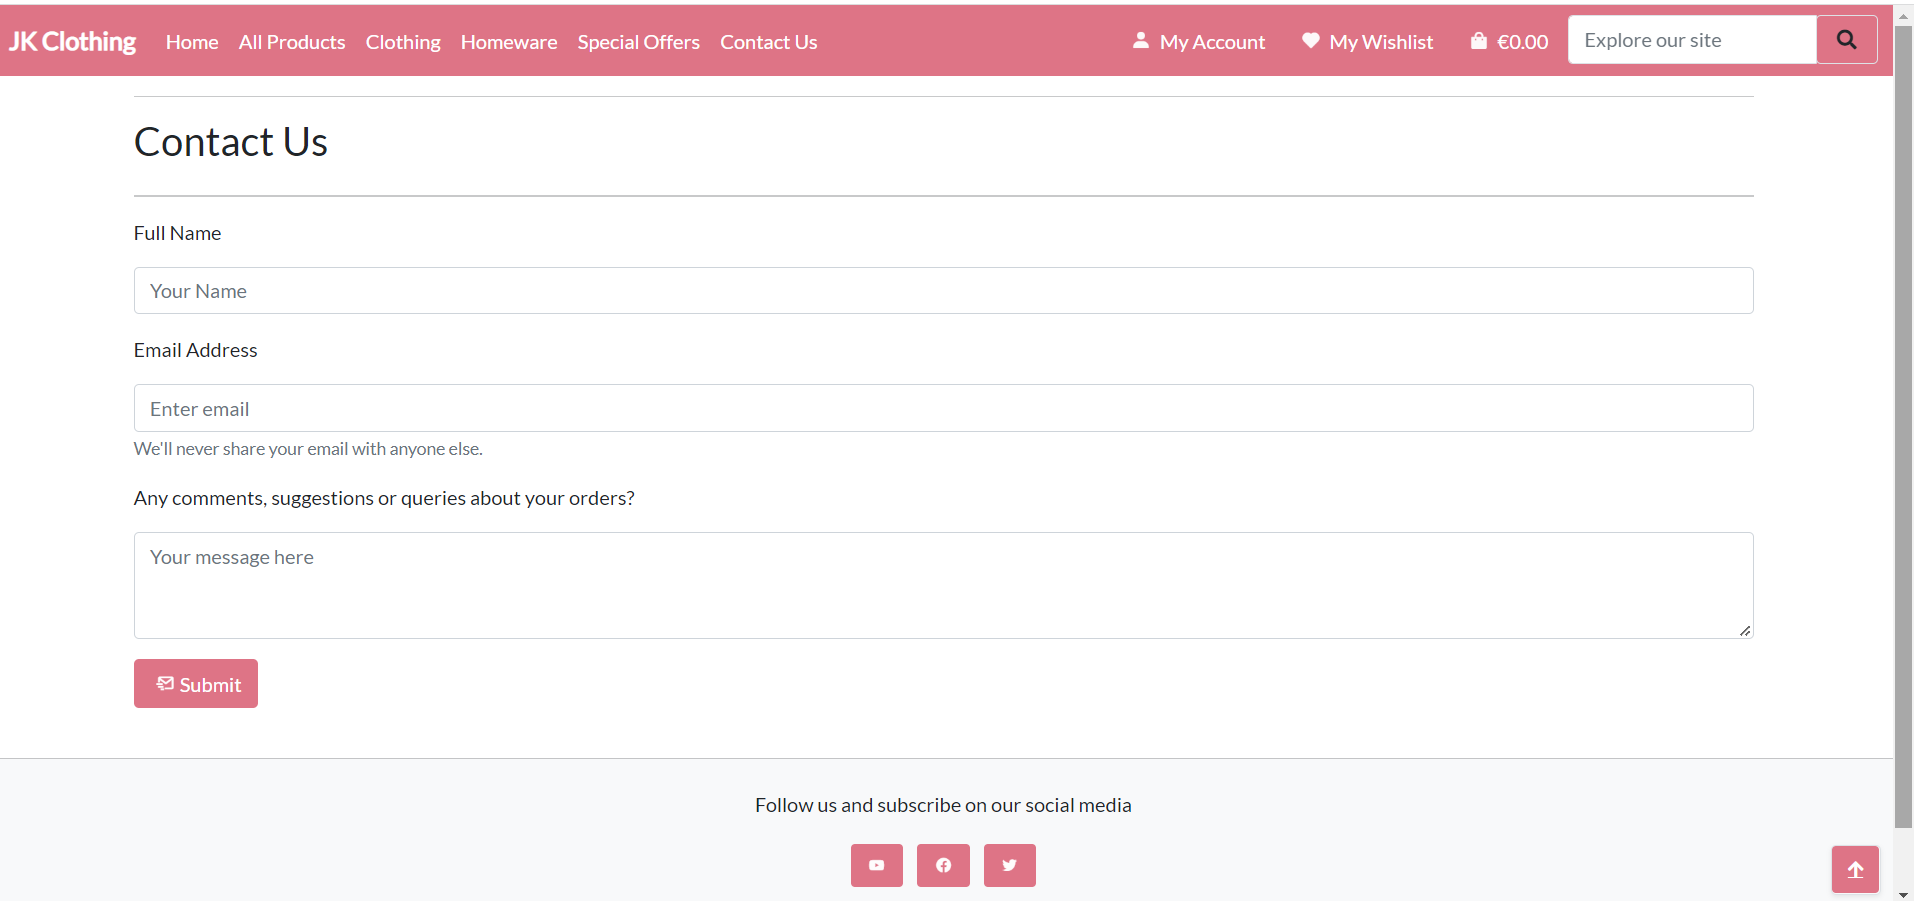 JK Clothing Home All Products Clothing Homeware Special Offers Contact Us My Account My Wishlist €0.00 Explore our site
Contact Us
Full Name
Your Name
Email Address
Enter email
We'll never share your email with anyone else.
Any comments, suggestions or queries about your orders?
Your message here
Submit
Follow us and subscribe on our social media